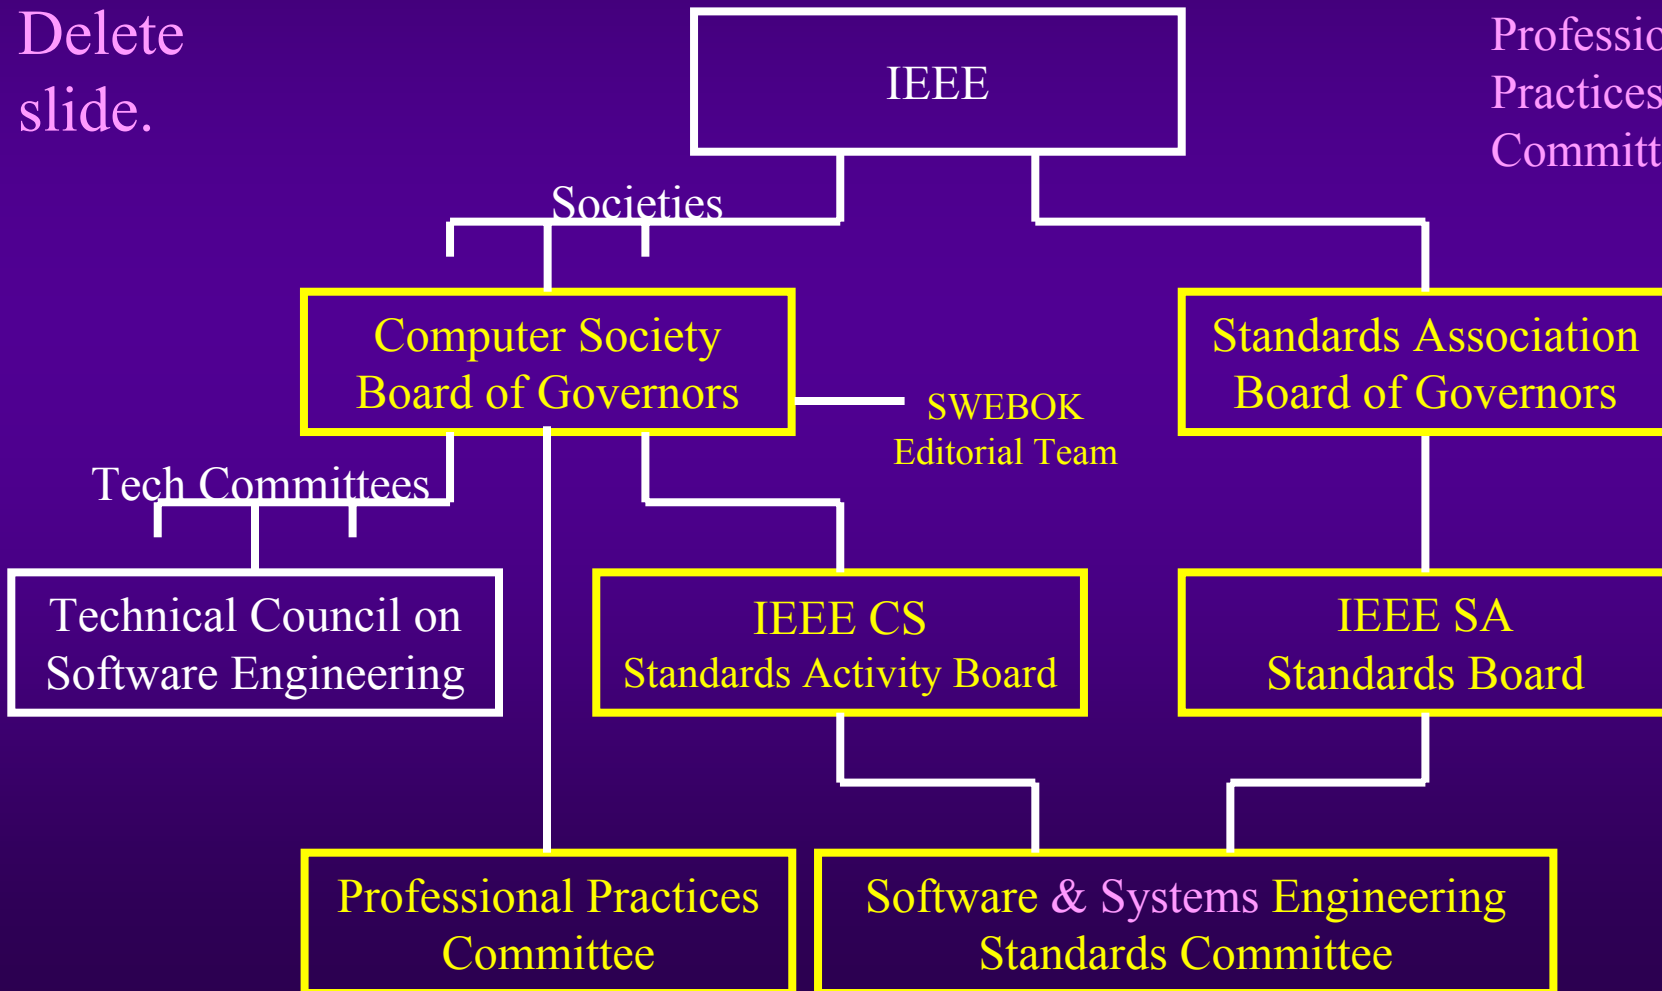 Delete
slide.
IEEE
Practices
Societies
Computer Society
Board of Governors
Standards Association
Board of Governors
SWEBOK
Editorial Team
Tech Committees
Technical Council on
Software Engineering
IEEE CS
Standards Activity Board
IEEE SA
Standards Board
Professional Practices
Committee
Software & Systems Engineering
Standards Committee